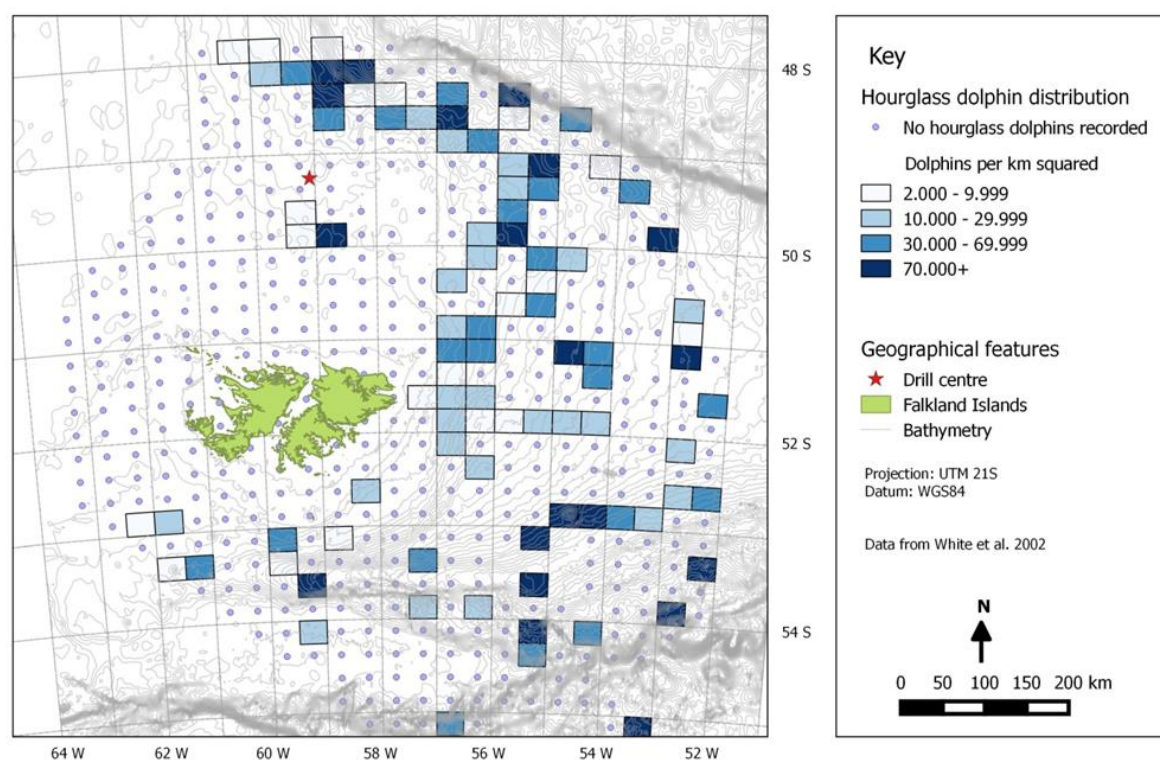 48 S
50 S
52 S
54 S
64 W
62 W
60 W
58 W
56 W
54 W
52 W
Key
Hourglass dolphin distribution
No hourglass dolphins recorded
Dolphins per km squared
2.000 - 9.999
10.000 - 29.999
30.000 - 69.999
70.000+
Geographical features
Drill centre
Falkland Islands
Bathymetry
Projection: UTM 21S
Datum: WGS84
Data from White et al. 2002
N
0 50 100 150 200 km